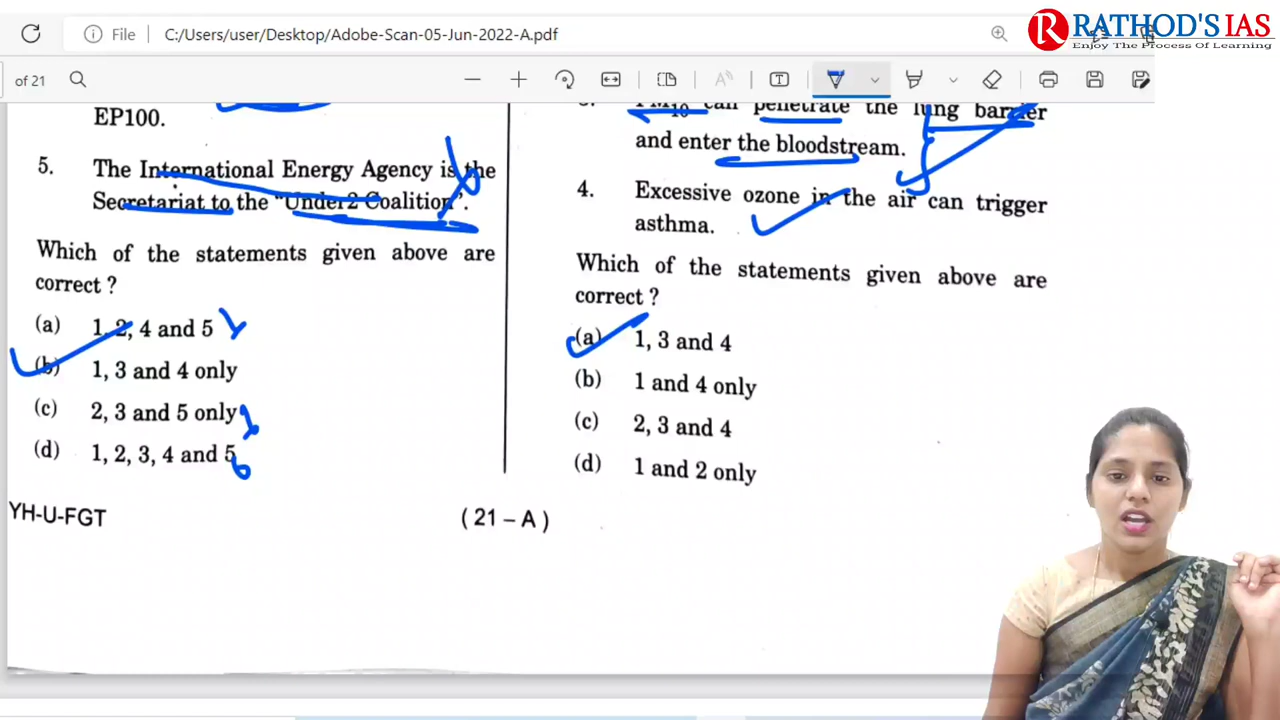 File
C:/Users/user/Desktop/Adobe-Scan-05-Jun-2022-A.pdf
RATHOD'S IAS
Enjoy The Process Of Learning
of 21
EP100.
5. The International Energy Agency is the
Secretariat to the "Under2 Coalition".
Which of the statements given above are
correct ?
(a) 1, 2, 4 and 5
(b) 1, 3 and 4 only
(c) 2, 3 and 5 only
(d) 1, 2, 3, 4 and 5
YH-U-FGT
( 21 – A )
PM10 can penetrate the lung barrier
and enter the bloodstream.
4. Excessive ozone in the air can trigger
asthma.
Which of the statements given above are
correct ?
(a) 1, 3 and 4
(b) 1 and 4 only
(c) 2, 3 and 4
(d) 1 and 2 only